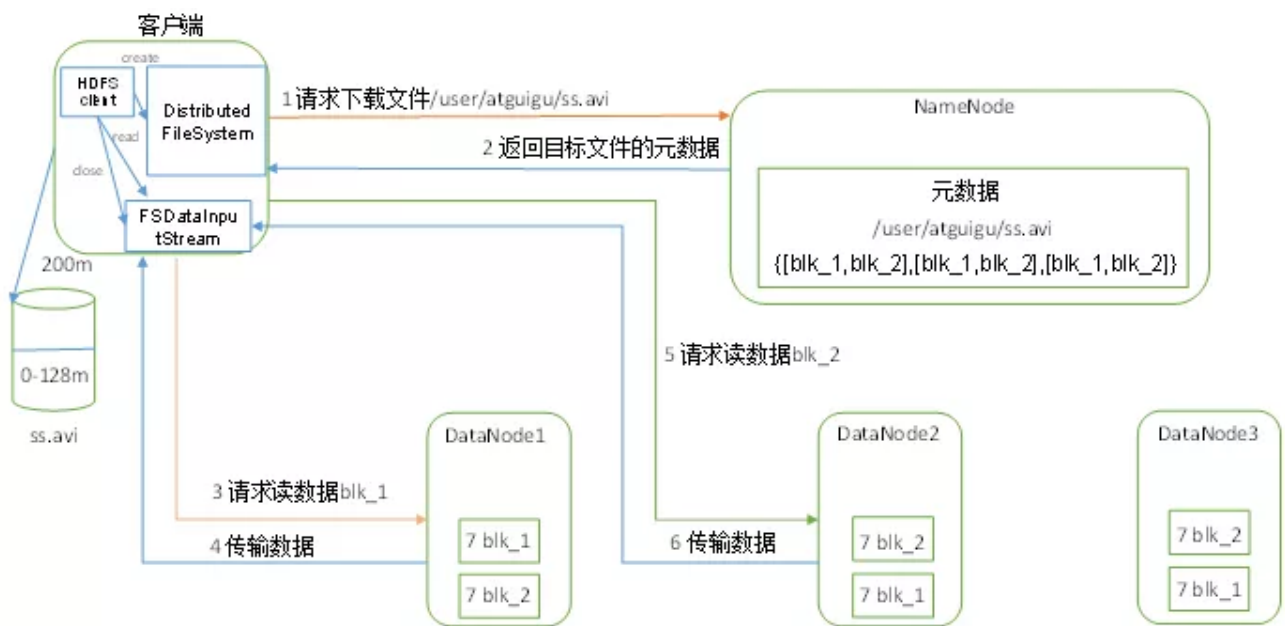 客户端
create
HDFS
client
Distributed
FileSystem
read
close
FSDataInpu
tStream
1 请求下载文件/user/atguigu/ss.avi
2 返回目标文件的元数据
NameNode
元数据
/user/atguigu/ss.avi
{[blk_1,blk_2],[blk_1,blk_2],[blk_1,blk_2]}
200m
0-128m
ss.avi
5 请求读数据blk_2
3 请求读数据blk_1
4 传输数据
6 传输数据
DataNode1
7 blk_1
7 blk_2
DataNode2
7 blk_2
7 blk_1
DataNode3
7 blk_2
7 blk_1